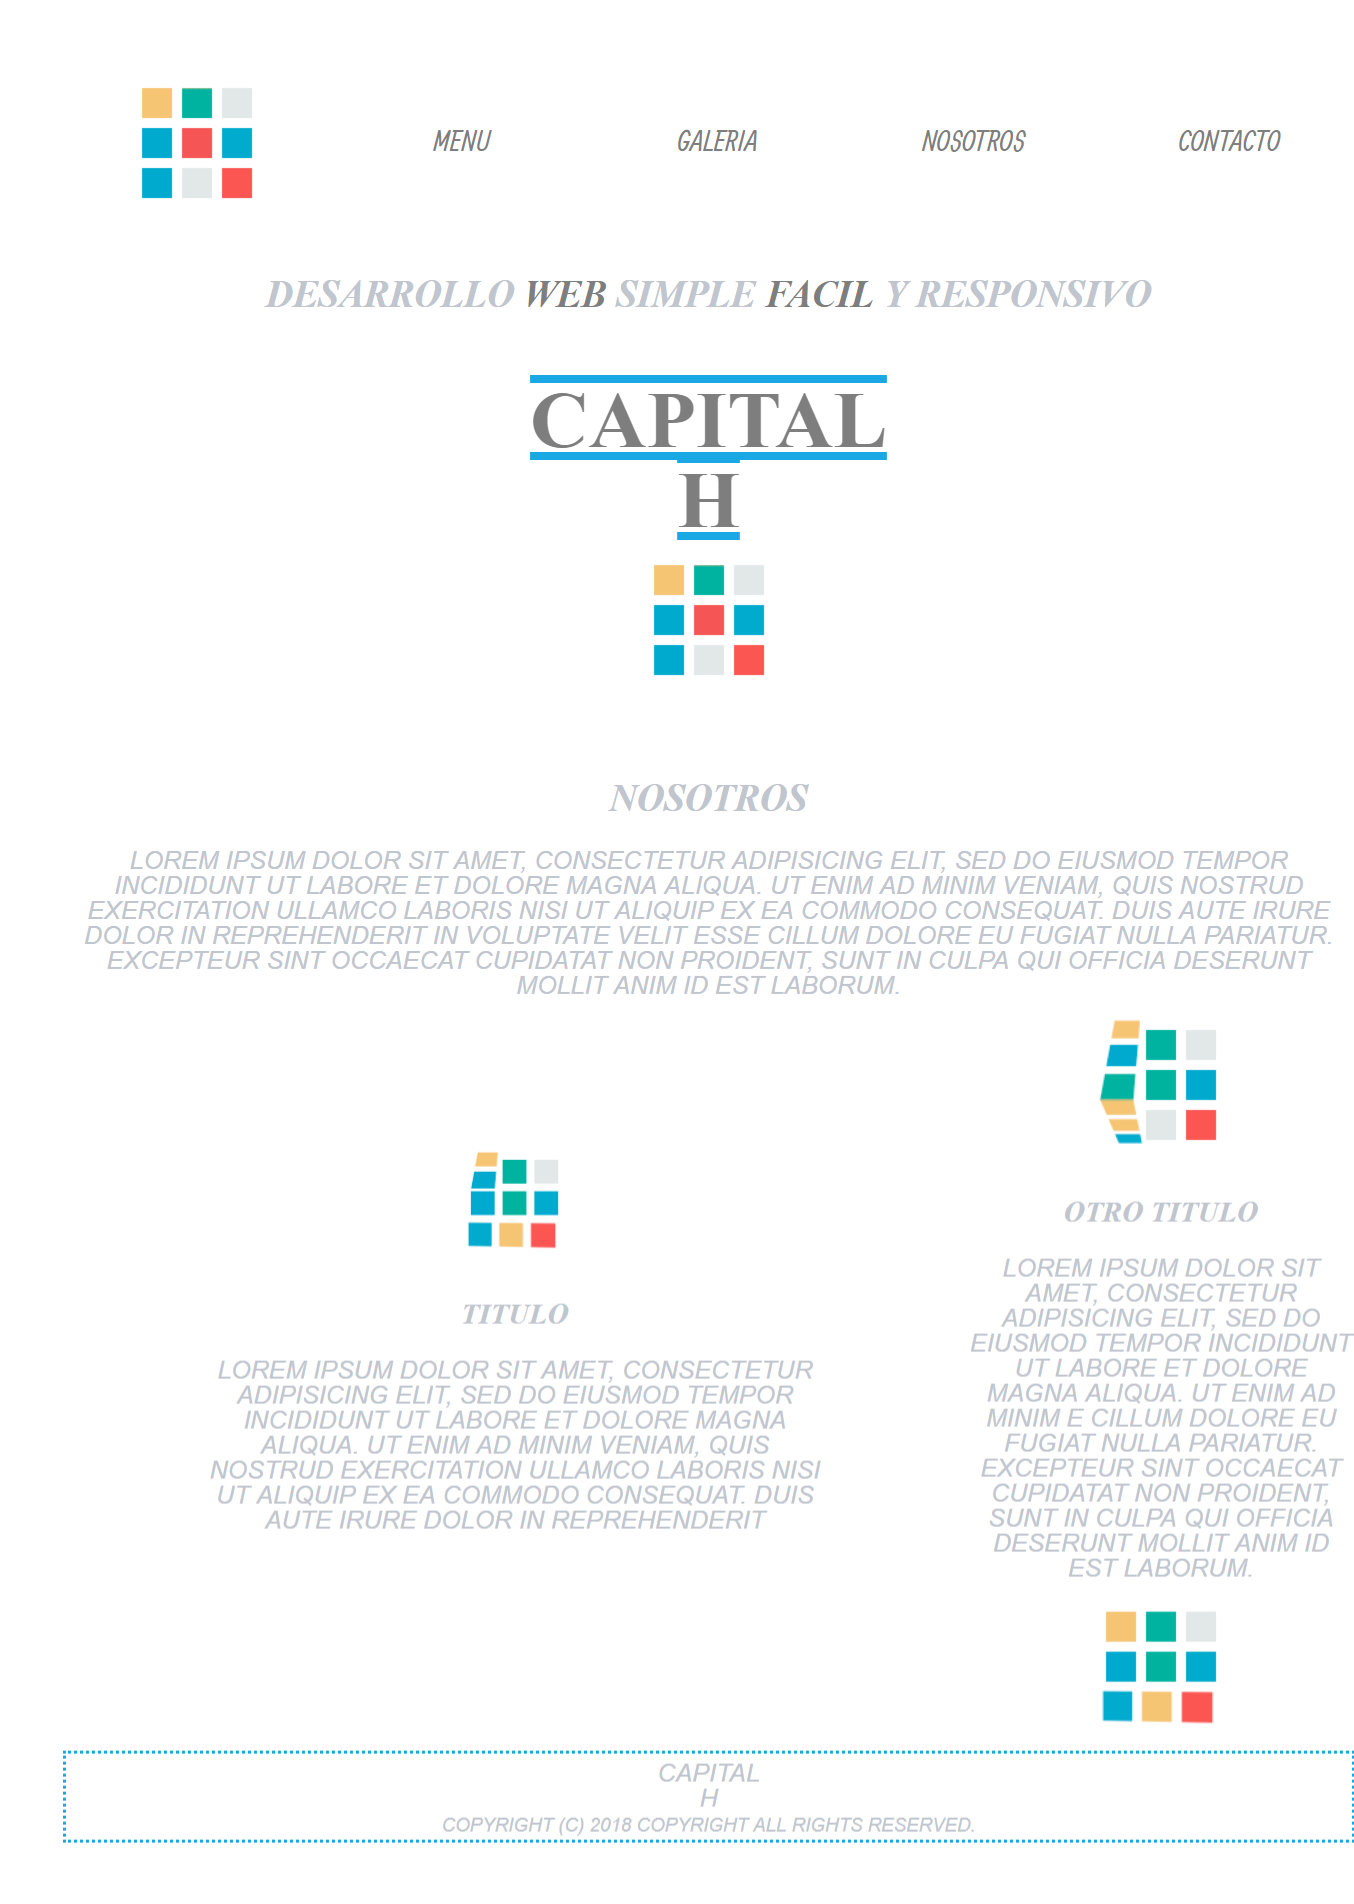 MENU GALERIA NOSOTROS CONTACTO
DESARROLLO WEB SIMPLE FACIL Y RESPONSIVO
CAPITAL
H
NOSOTROS
LOREM IPSUM DOLOR SIT AMET, CONSECTETUR ADIPISICING ELIT, SED DO EIUSMOD TEMPOR
INCIDIDUNT UT LABORE ET DOLORE MAGNA ALIQUA. UT ENIM AD MINIM VENIAM, QUIS NOSTRUD
EXERCITATION ULLAMCO LABORIS NISI UT ALIQUIP EX EA COMMODO CONSEQUAT. DUIS AUTE IRURE
DOLOR IN REPREHENDERIT IN VOLUPTATE VELIT ESSE CILLUM DOLORE EU FUGIAT NULLA PARIATUR.
EXCEPTEUR SINT OCCAECAT CUPIDATAT NON PROIDENT, SUNT IN CULPA QUI OFFICIA DESERUNT
MOLLIT ANIM ID EST LABORUM.
TITULO
LOREM IPSUM DOLOR SIT AMET, CONSECTETUR
ADIPISICING ELIT, SED DO EIUSMOD TEMPOR
INCIDIDUNT UT LABORE ET DOLORE MAGNA
ALIQUA. UT ENIM AD MINIM VENIAM, QUIS
NOSTRUD EXERCITATION ULLAMCO LABORIS NISI
UT ALIQUIP EX EA COMMODO CONSEQUAT. DUIS
AUTE IRURE DOLOR IN REPREHENDERIT
OTRO TITULO
LOREM IPSUM DOLOR SIT
AMET, CONSECTETUR
ADIPISICING ELIT, SED DO
EIUSMOD TEMPOR INCIDIDUNT
UT LABORE ET DOLORE
MAGNA ALIQUA. UT ENIM AD
MINIM E CILLUM DOLORE EU
FUGIAT NULLA PARIATUR.
EXCEPTEUR SINT OCCAECAT
CUPIDATAT NON PROIDENT,
SUNT IN CULPA QUI OFFICIA
DESERUNT MOLLIT ANIM ID
EST LABORUM.
CAPITAL
H
COPYRIGHT (C) 2018 COPYRIGHT ALL RIGHTS RESERVED.